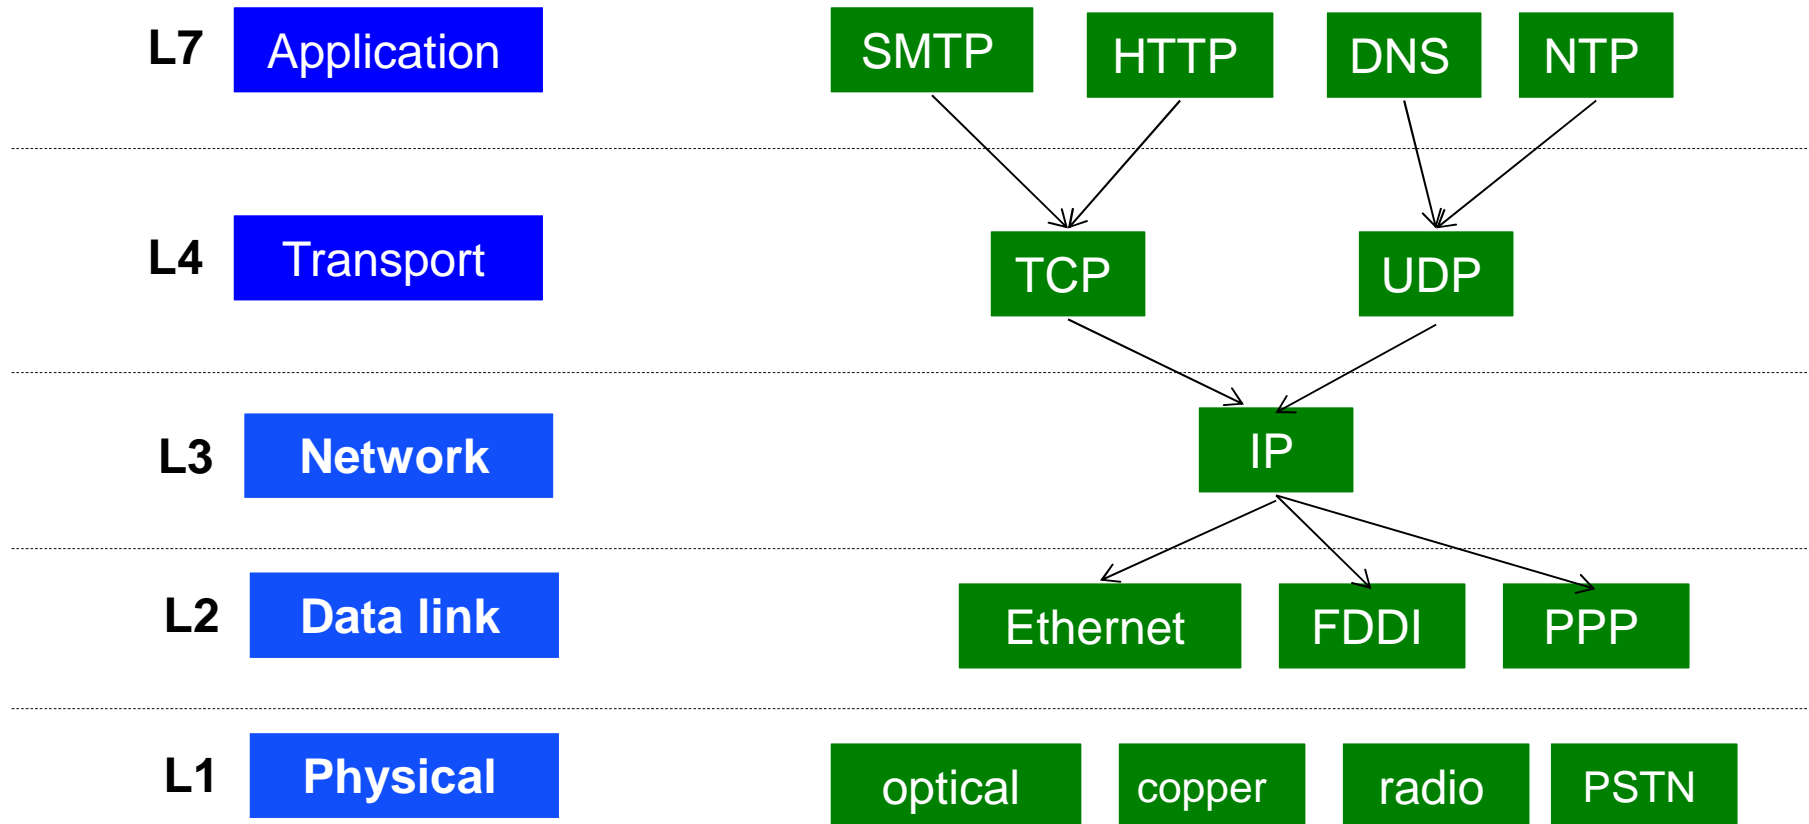 L7 Application SMTP HTTP DNS NTP
L4 Transport TCP UDP
L3 Network IP
L2 Data link Ethernet FDDI PPP
L1 Physical optical copper radio PSTN